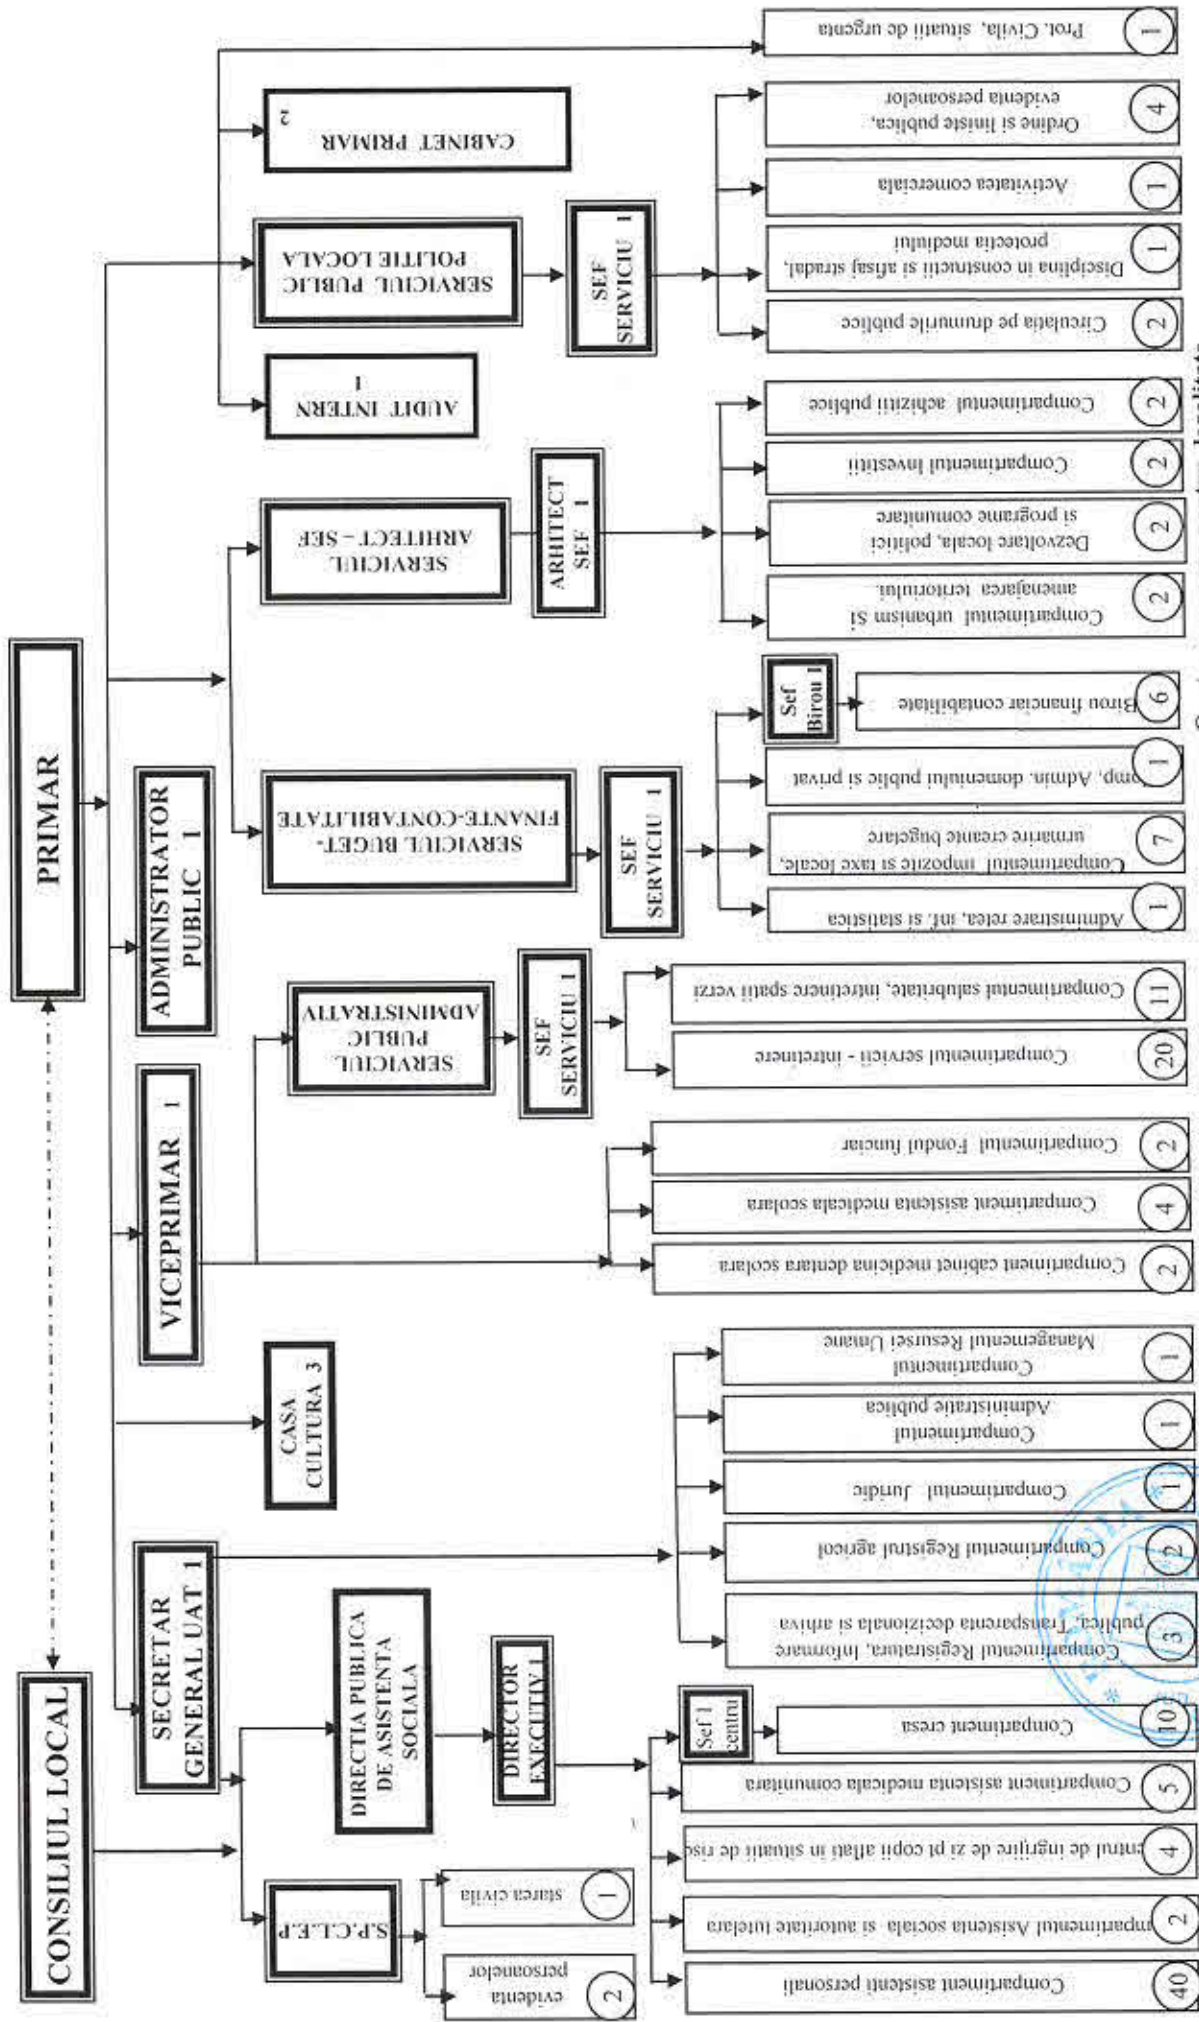 CONSILIUL LOCAL
PRIMAR
SECRETAR
GENERAL UAT 1
VICEPRIMAR 1
ADMINISTRATOR
PUBLIC 1
S.P.C.L.E.P
DIRECTIA PUBLICA
DE ASISTENTA
SOCIALA
CASA
CULTURA 3
SERVICIUL
PUBLIC
ADMINISTRATIV
SERVICIUL BUGET-
FINANTE-CONTABILITATE
SERVICIUL
ARHITECT – SEF
AUDIT INTERN
1
SERVICIUL PUBLIC
POLITIE LOCALA
CABINET PRIMAR
2
evidenta
persoanelor
2
starea civila
1
DIRECTOR
EXECUTIV 1
SEF
SERVICIU 1
SEF
SERVICIU 1
ARHITECT
SEF 1
SEF
SERVICIU 1
Compartiment asistenti personali
40
mpartimentul Asistenta sociala si autoritate tutelara
2
entrul de ingrijire de zi pt copii aflati in situatii de risc
4
Compartiment asistenta medicala comunitara
5
Sef 1
centru
Compartiment cresa
10
Compartimentul Registratura, Informare
publica, Transparenta decizionala si arhiva
3
Compartimentul Registrul agricol
2
Compartimentul Juridic
1
Compartimentul
Administratie publica
1
Compartimentul
Managementul Resursei Umane
1
Compartiment cabinet medicina dentara scolara
2
Compartiment asistenta medicala scolara
4
Compartimentul Fondul funciar
2
Compartimentul servicii - intretinere
20
Compartimentul salubritate, intretinere spatii verzi
11
Administrare retea, inf. si statistica
1
Compartimentul impozite si taxe locale,
urmarire creante bugetare
7
omp. Admin. domeniului public si privat
1
Sef
Birou 1
Birou financiar contabilitate
6
Compartimentul urbanism si
amenajarea teritoriului.
2
Dezvoltare locala, politici
si programe comunitare
2
Compartimentul Investitii
2
Compartimentul achizitii publice
2
Circulatia pe drumurile publice
2
Disciplina in constructii si afisaj stradal,
protectia mediului
1
Activitatea comerciala
1
Ordine si liniste publica,
evidenta persoanelor
4
Prot. Civila, situatii de urgenta
1
ROMÂNIA